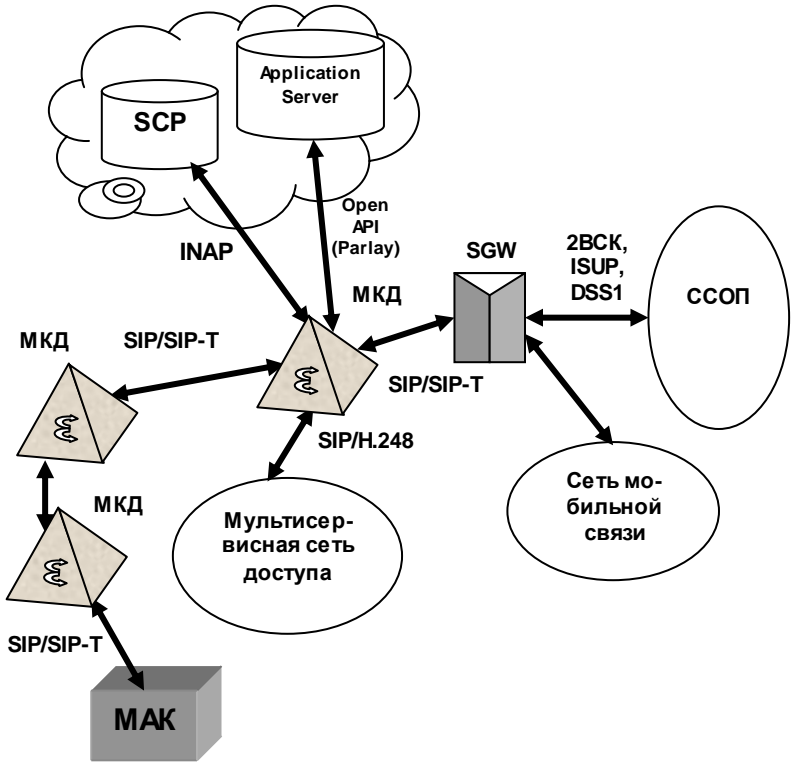 Application
Server
SCP
Open
API
(Parlay)
INAP
SGW
2ВСК,
ISUP,
DSS1
ССОП
МКД
МКД
SIP/SIP-T
SIP/SIP-T
SIP/H.248
МКД
Мультисер-
висная сеть
доступа
Сеть мо-
бильной
связи
SIP/SIP-T
МАК